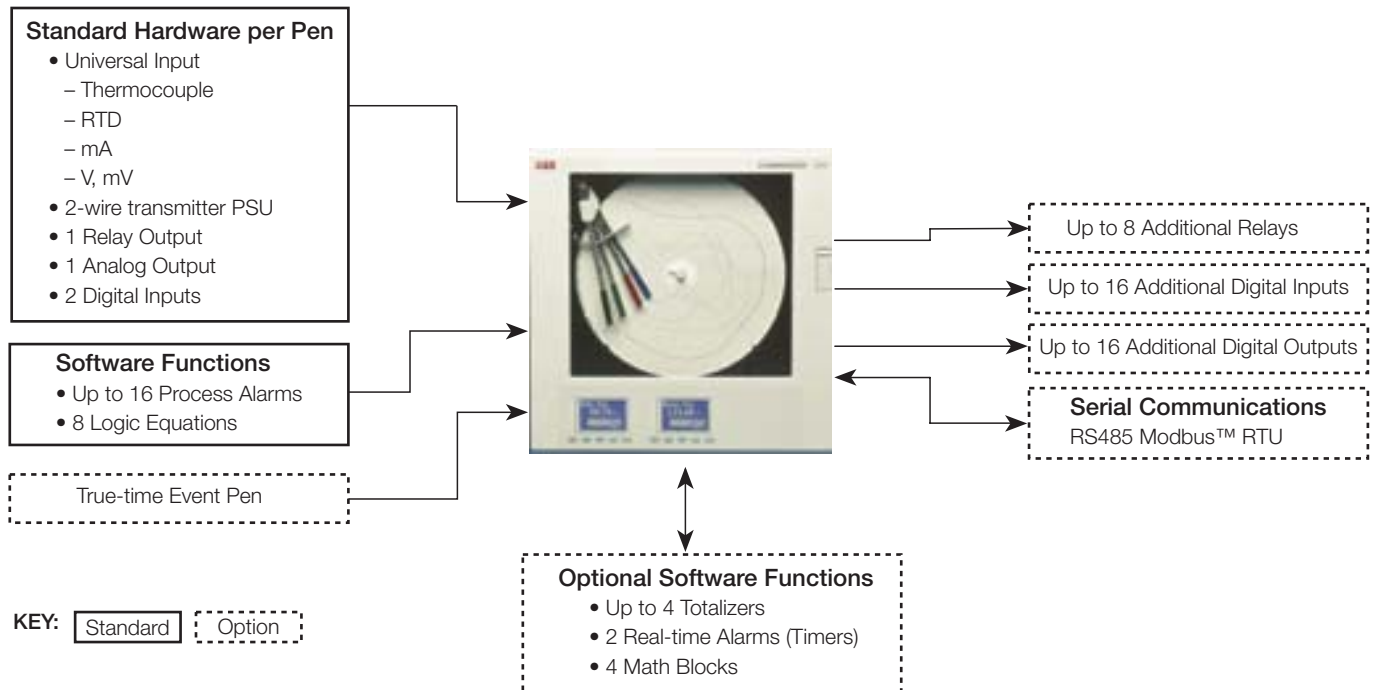 Standard Hardware per Pen
• Universal Input
– Thermocouple
– RTD
– mA
– V, mV
• 2-wire transmitter PSU
• 1 Relay Output
• 1 Analog Output
• 2 Digital Inputs
Software Functions
• Up to 16 Process Alarms
• 8 Logic Equations
True-time Event Pen
KEY:
Standard
Option
ABB
Up to 8 Additional Relays
Up to 16 Additional Digital Inputs
Up to 16 Additional Digital Outputs
Serial Communications
RS485 Modbus™ RTU
Optional Software Functions
• Up to 4 Totalizers
• 2 Real-time Alarms (Timers)
• 4 Math Blocks